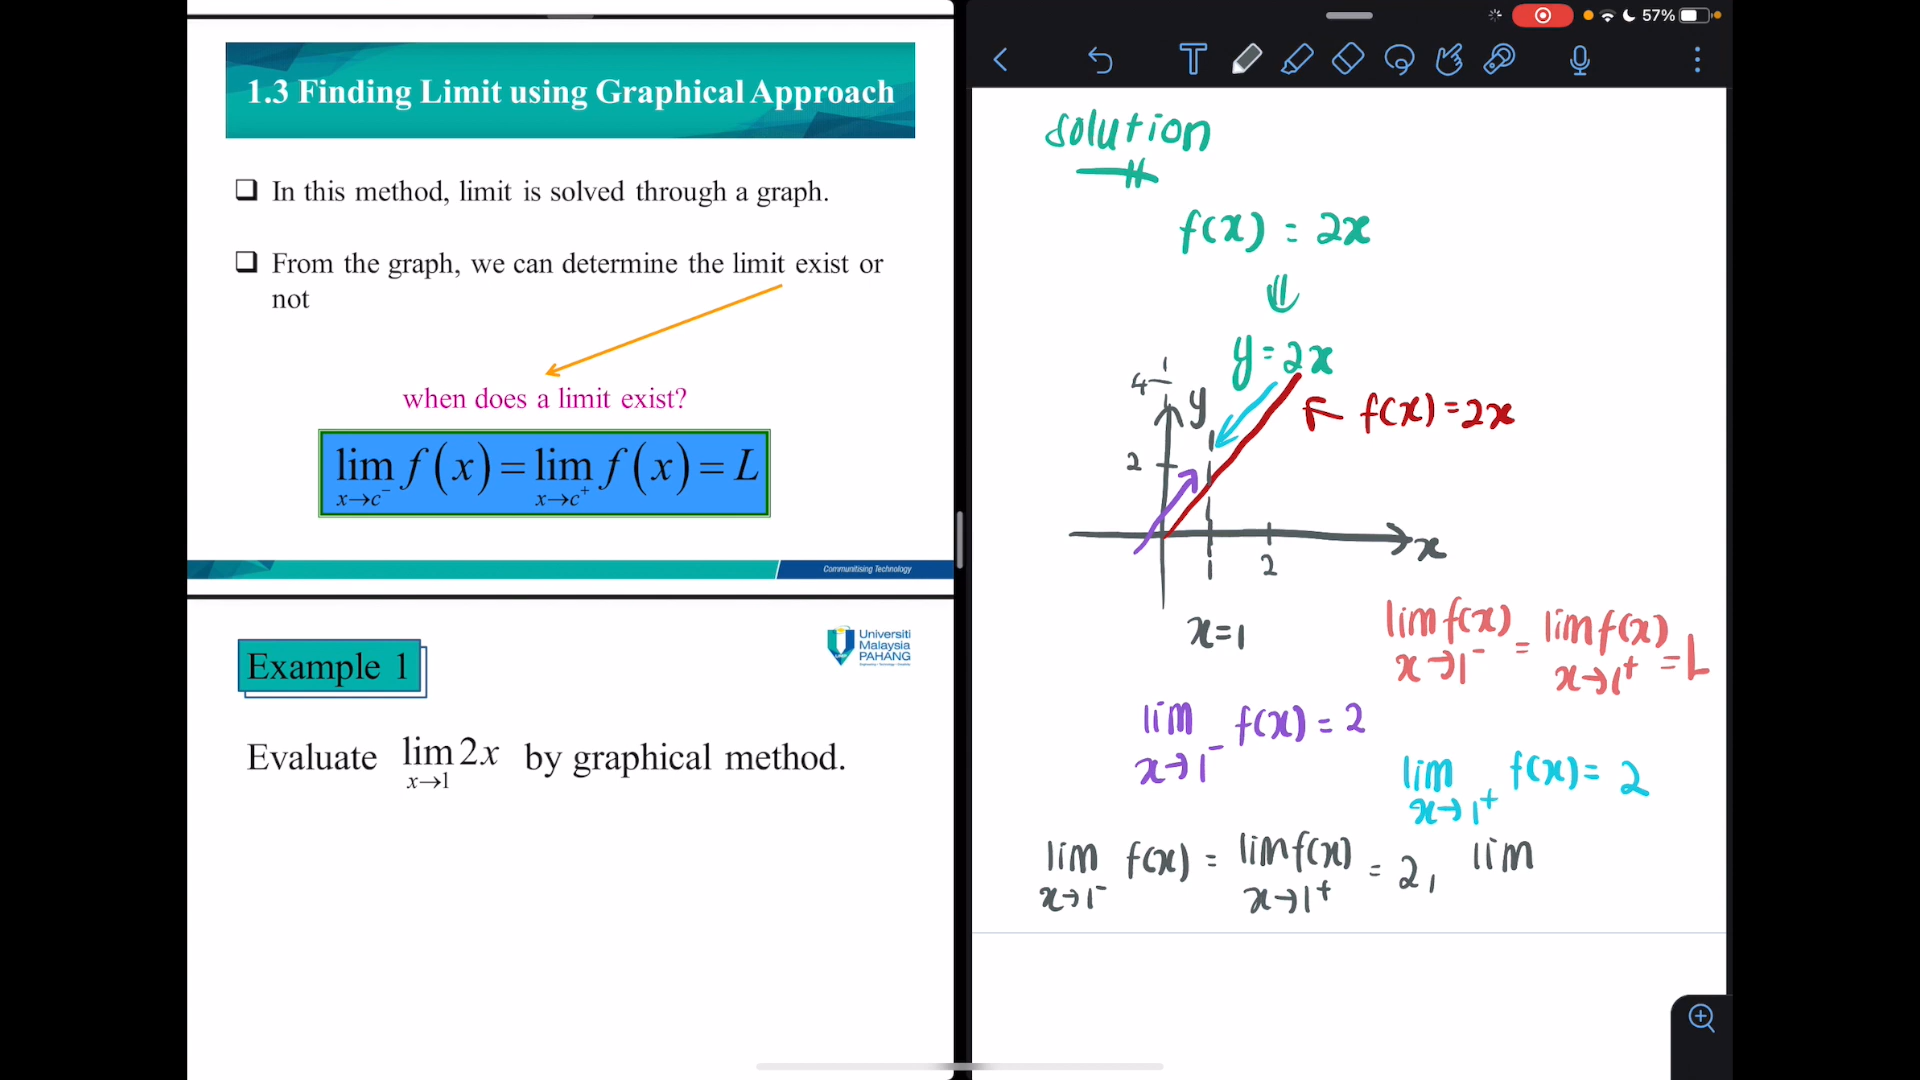 1.3 Finding Limit using Graphical Approach
❑ In this method, limit is solved through a graph.
❑ From the graph, we can determine the limit exist or
not
when does a limit exist?
lim f(x) = lim f(x) = L
x→c⁻ x→c⁺
Communitising Technology
Example 1
Universiti
Malaysia
PAHANG
Evaluate lim 2x by graphical method.
x→1
57%
T
solution
f(x) = 2x
⇓
y = 2x
4
y
f(x) = 2x
2
x
1 2
x=1
lim f(x) = lim f(x) = L
x→1⁻ x→1⁺
lim f(x) = 2
x→1⁻
lim f(x) = 2
x→1⁺
lim f(x) = lim f(x) = 2, lim
x→1⁻ x→1⁺